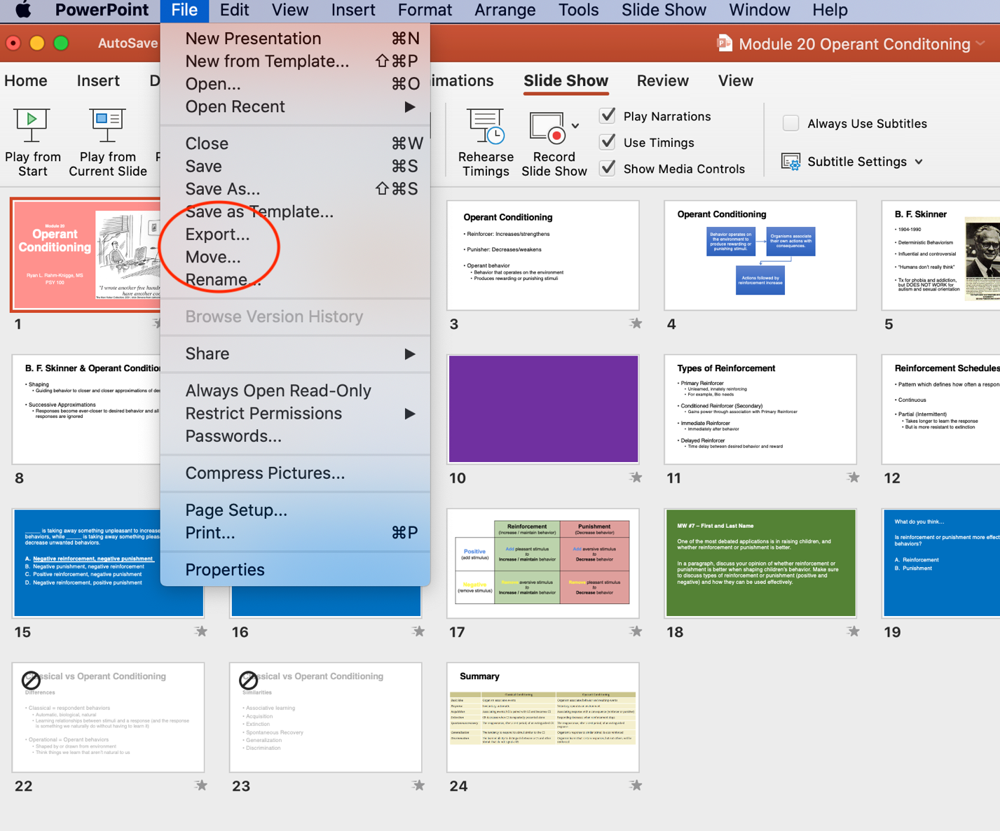 PowerPoint File Edit View Insert Format Arrange Tools Slide Show Window Help
AutoSave
Module 20 Operant Conditoning
Home Insert D
imations Slide Show Review View
Play from Start
Play from Current Slide
Rehearse Timings
Record Slide Show
Play Narrations
Use Timings
Show Media Controls
Always Use Subtitles
Subtitle Settings
New Presentation ⌘N
New from Template... ⇧⌘P
Open... ⌘O
Open Recent
Close ⌘W
Save ⌘S
Save As... ⇧⌘S
Save as Template...
Export...
Move...
Rename...
Browse Version History
Share
Always Open Read-Only
Restrict Permissions
Passwords...
Compress Pictures...
Page Setup...
Print... ⌘P
Properties
Module 20
Operant
Conditioning
Ryan L. Rahm-Knigge, MS
PSY 100
"I wrote another five hund
have another coo
1
Operant Conditioning
• Reinforcer: Increases/strengthens
• Punisher: Decreases/weakens
• Operant behavior
• Behavior that operates on the environment
• Produces rewarding or punishing stimuli
3
Operant Conditioning
Behavior operates on the environment to produce rewarding or punishing stimuli.
Organisms associate their own actions with consequences.
Actions followed by reinforcement increase
4
B. F. Skinner
• 1904-1990
• Deterministic Behaviorism
• Influential and controversial
• "Humans don't really think"
• Tx for phobia and addiction,
but DOES NOT WORK for
autism and sexual orientation
5
B. F. Skinner & Operant Conditio
• Shaping
• Guiding behavior to closer and closer approximations of de
• Successive Approximations
• Responses become ever-closer to desired behavior and all
responses are ignored
8
10
Types of Reinforcement
• Primary Reinforcer
• Unlearned, innately reinforcing
• For example, Bio needs
• Conditioned Reinforcer (Secondary)
• Gains power through association with Primary Reinforcer
• Immediate Reinforcer
• Immediately after behavior
• Delayed Reinforcer
• Time delay between desired behavior and reward
11
Reinforcement Schedules
• Pattern which defines how often a respon
• Continuous
• Partial (Intermittent)
• Takes longer to learn the response
• But is more resistant to extinction
12
_____ is taking away something unpleasant to increase
behaviors, while _____ is taking away something pleas
decrease unwanted behaviors.
A. Negative reinforcement, negative punishment
B. Negative punishment, negative reinforcement
C. Positive reinforcement, negative punishment
D. Negative reinforcement, positive punishment
15
16
Reinforcement (Increase / maintain behavior)
Punishment (Decrease behavior)
Positive (add stimulus)
Add pleasant stimulus to Increase / maintain behavior
Add aversive stimulus to Decrease behavior
Negative (remove stimulus)
Remove aversive stimulus to Increase / maintain behavior
Remove pleasant stimulus to Decrease behavior
17
MW #7 – First and Last Name
One of the most debated applications is in raising children, and
whether reinforcement or punishment is better.
In a paragraph, discuss your opinion of whether reinforcement or
punishment is better when shaping children's behavior. Make sure
to discuss types of reinforcement or punishment (positive and
negative) and how they can be used effectively.
18
What do you think...
Is reinforcement or punishment more effect
behaviors?
A. Reinforcement
B. Punishment
19
ssical vs Operant Conditioning
Differences
• Classical = respondent behaviors
• Automatic, biological, natural
• Learning relationships between stimuli and a response (and the response
is something we naturally do without having to learn it)
• Operational = Operant behaviors
• Shaped by or drawn from environment
• Think things we learn that aren't natural to us
22
ssical vs Operant Conditioning
Similarities
• Associative learning
• Acquisition
• Extinction
• Spontaneous Recovery
• Generalization
• Discrimination
23
Summary
Classical Conditioning Operant Conditioning
24